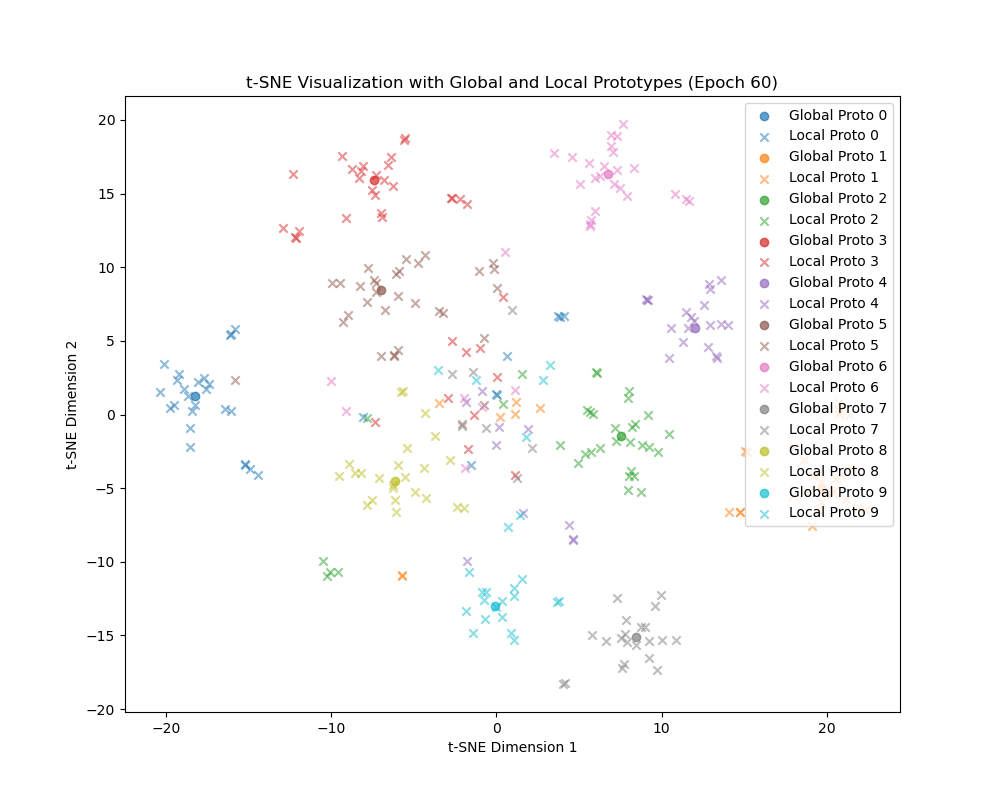 t-SNE Visualization with Global and Local Prototypes (Epoch 60)
t-SNE Dimension 2
20
15
10
5
0
−5
−10
−15
−20
Global Proto 0
Local Proto 0
Global Proto 1
Local Proto 1
Global Proto 2
Local Proto 2
Global Proto 3
Local Proto 3
Global Proto 4
Local Proto 4
Global Proto 5
Local Proto 5
Global Proto 6
Local Proto 6
Global Proto 7
Local Proto 7
Global Proto 8
Local Proto 8
Global Proto 9
Local Proto 9
−20 −10 0 10 20
t-SNE Dimension 1